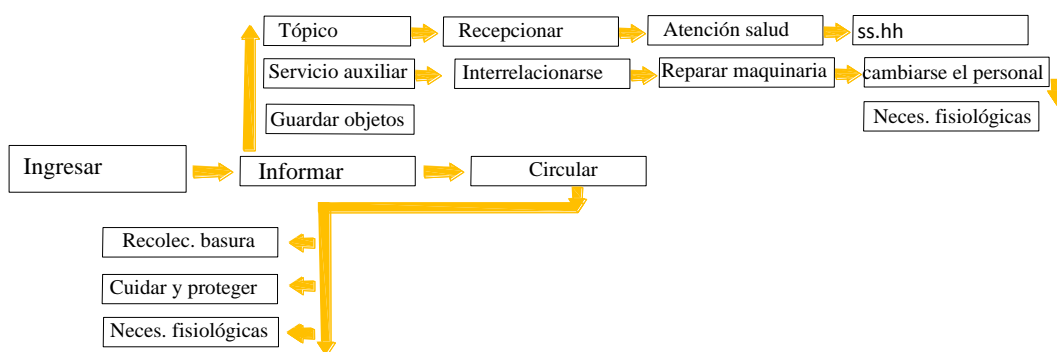 Tópico
Recepcionar
Atención salud
ss.hh
Servicio auxiliar
Interrelacionarse
Reparar maquinaria
cambiarse el personal
Guardar objetos
Neces. fisiológicas
Ingresar
Informar
Circular
Recolec. basura
Cuidar y proteger
Neces. fisiológicas